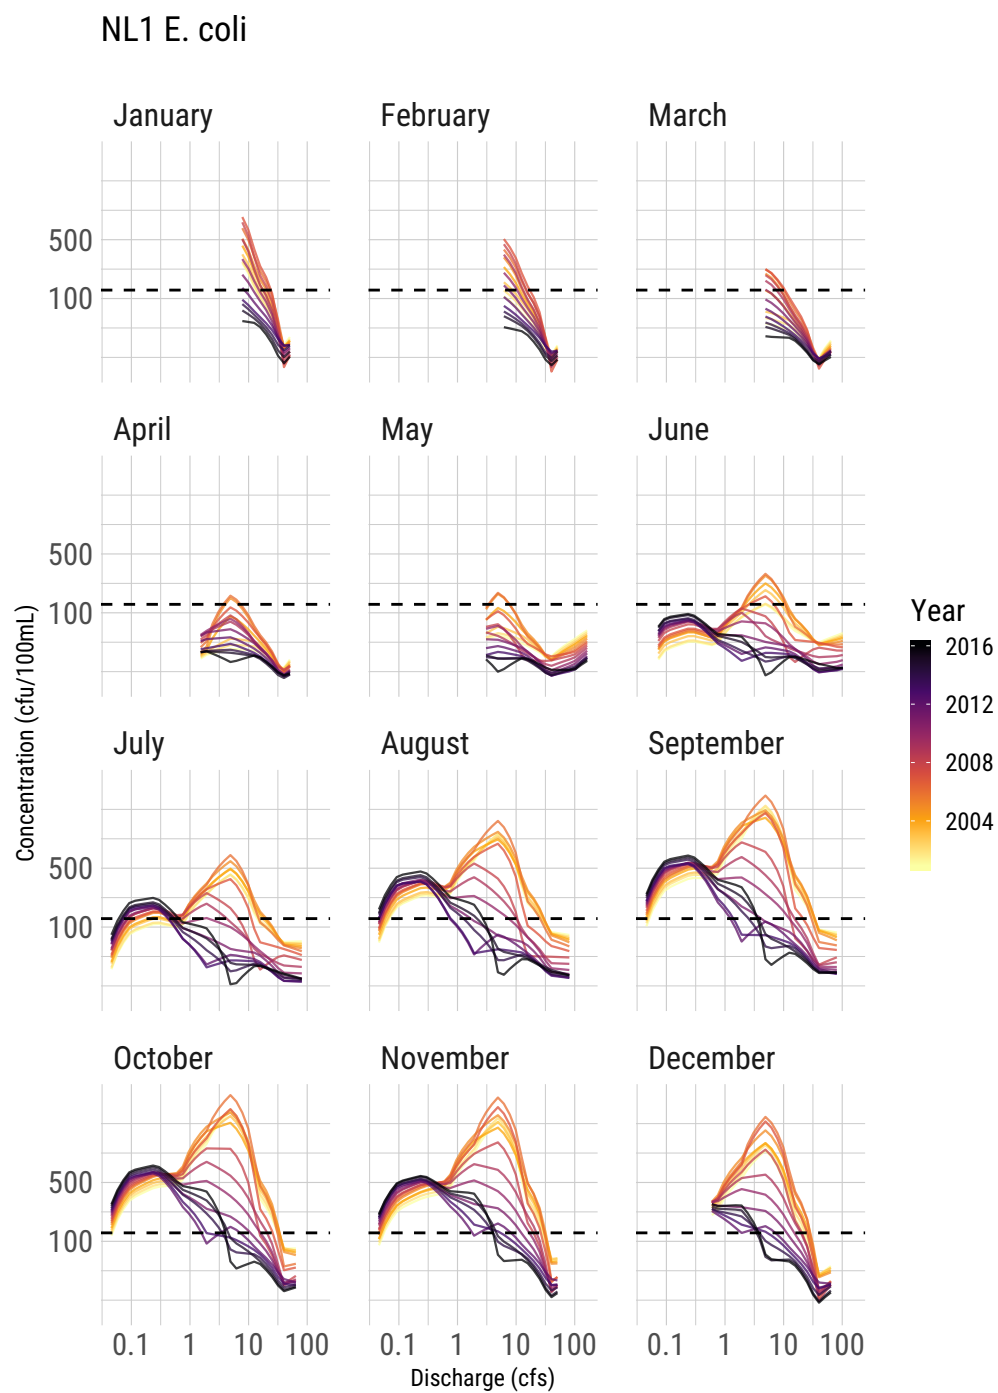 NL1 E. coli
January
February
March
500
100
April
May
June
500
100
Concentration (cfu/100mL)
Year
2016
2012
2008
2004
July
August
September
500
100
October
November
December
500
100
0.1 1 10 100 0.1 1 10 100 0.1 1 10 100
Discharge (cfs)